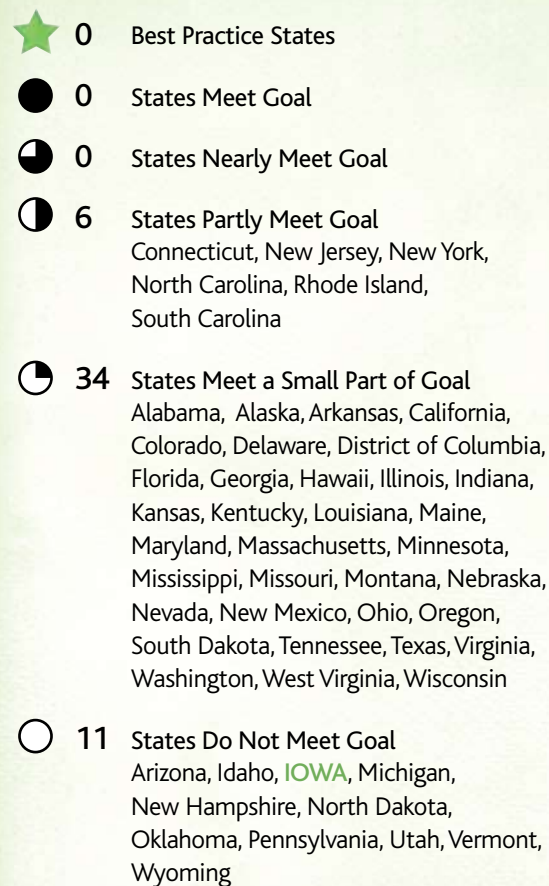 0 Best Practice States
0 States Meet Goal
0 States Nearly Meet Goal
6 States Partly Meet Goal
Connecticut, New Jersey, New York,
North Carolina, Rhode Island,
South Carolina
34 States Meet a Small Part of Goal
Alabama, Alaska, Arkansas, California,
Colorado, Delaware, District of Columbia,
Florida, Georgia, Hawaii, Illinois, Indiana,
Kansas, Kentucky, Louisiana, Maine,
Maryland, Massachusetts, Minnesota,
Mississippi, Missouri, Montana, Nebraska,
Nevada, New Mexico, Ohio, Oregon,
South Dakota, Tennessee, Texas, Virginia,
Washington, West Virginia, Wisconsin
11 States Do Not Meet Goal
Arizona, Idaho, IOWA, Michigan,
New Hampshire, North Dakota,
Oklahoma, Pennsylvania, Utah, Vermont,
Wyoming